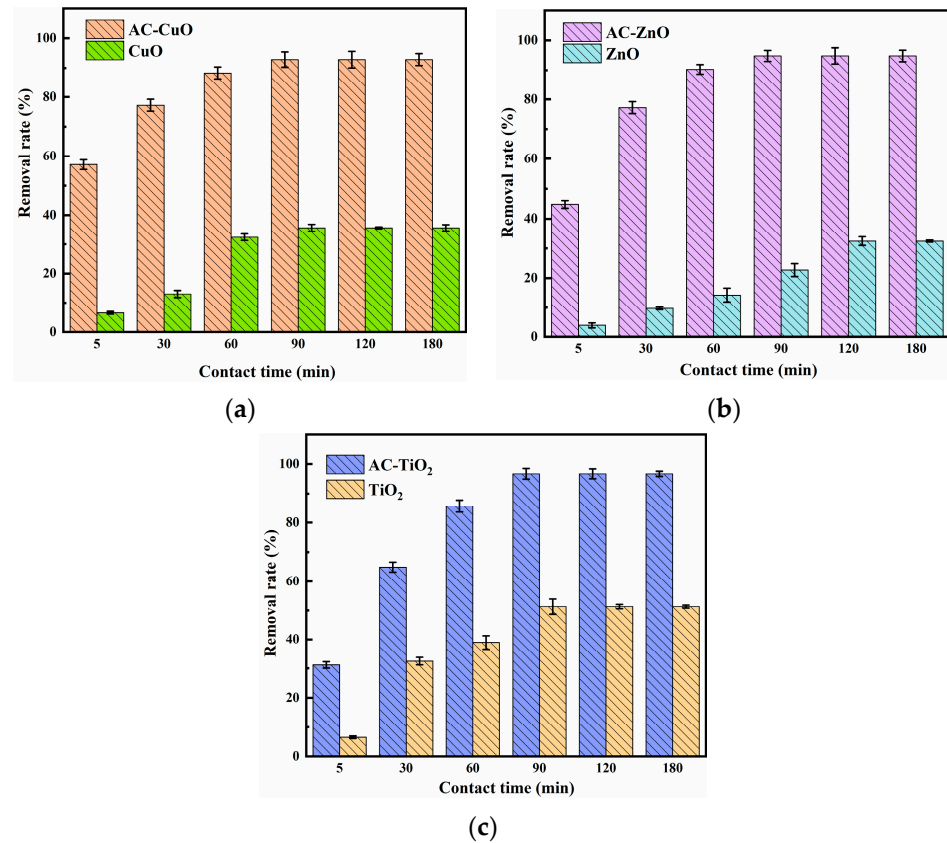 AC-CuO
CuO
Removal rate (%)
100
80
60
40
20
0
5 30 60 90 120 180
Contact time (min)
(a)
AC-ZnO
ZnO
Removal rate (%)
100
80
60
40
20
0
5 30 60 90 120 180
Contact time (min)
(b)
AC-TiO₂
TiO₂
Removal rate (%)
100
80
60
40
20
0
5 30 60 90 120 180
Contact time (min)
(c)